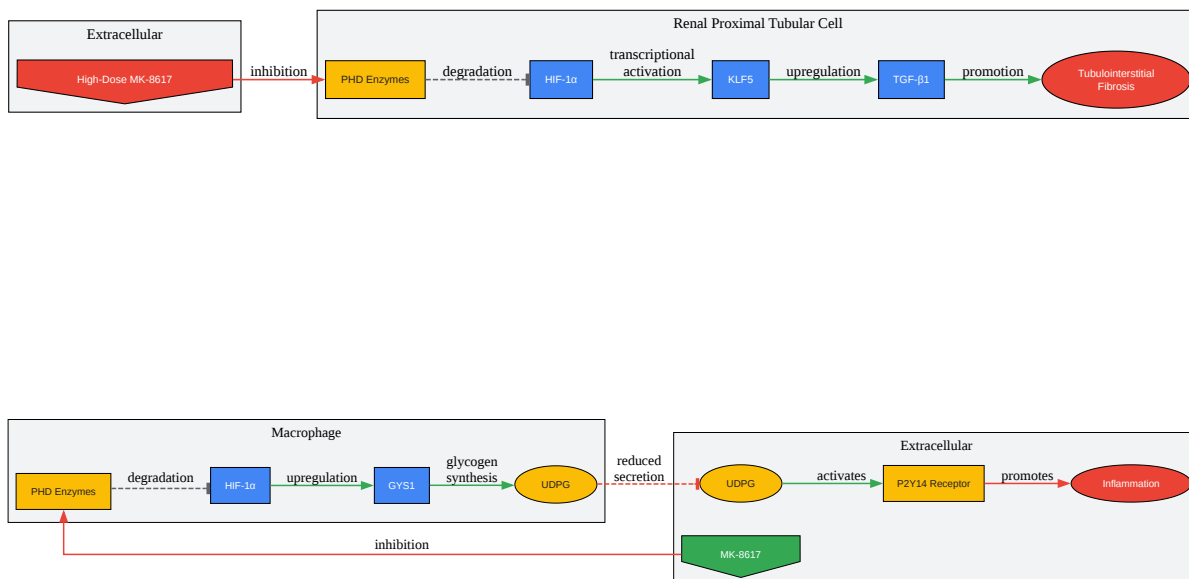 Extracellular
High-Dose MK-8617
inhibition
Renal Proximal Tubular Cell
PHD Enzymes
degradation
HIF-1α
transcriptional
activation
KLF5
upregulation
TGF-β1
promotion
Tubulointerstitial
Fibrosis
Macrophage
PHD Enzymes
degradation
HIF-1α
upregulation
GYS1
glycogen
synthesis
UDPG
reduced
secretion
Extracellular
UDPG
activates
P2Y14 Receptor
promotes
Inflammation
inhibition
MK-8617